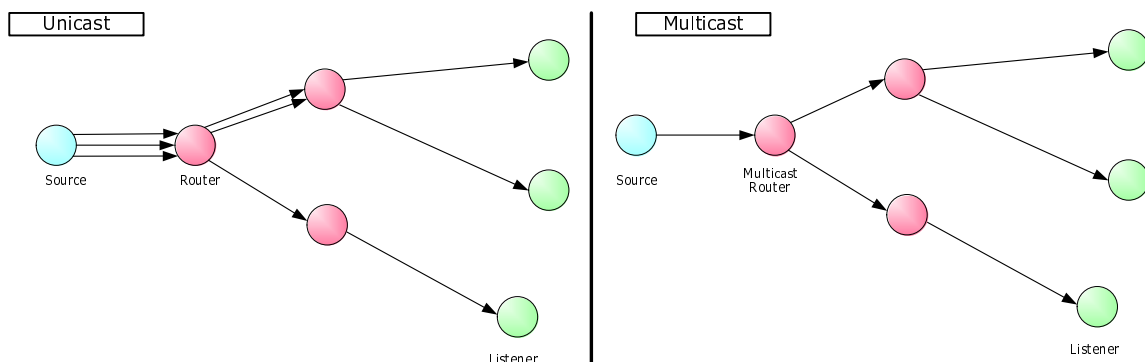 Unicast
Source
Router
Listener
Multicast
Source
Multicast
Router
Listener